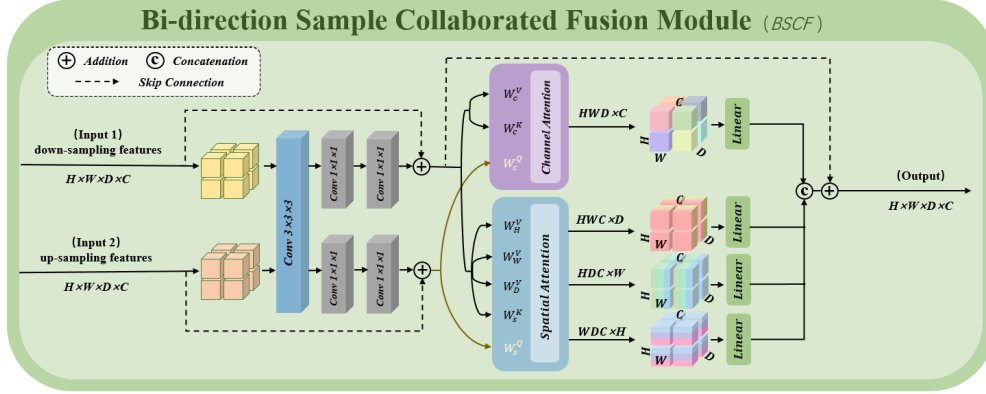 Bi-direction Sample Collaborated Fusion Module (BSCF)
+ Addition
C Concatenation
Skip Connection
(Input 1)
down-sampling features
H×W×D×C
(Input 2)
up-sampling features
H×W×D×C
Conv 3×3×3
Conv 1×1×1
Conv 1×1×1
+
Conv 1×1×1
Conv 1×1×1
+
W_c^V
W_c^K
W_c^Q
Channel Attention
W_H^V
W_W^V
W_D^V
W_s^K
W_s^Q
Spatial Attention
HWD×C
C
H
W
D
Linear
HWC×D
C
H
W
D
Linear
HDC×W
Linear
WDC×H
C
H
W
D
Linear
C
+
(Output)
H×W×D×C